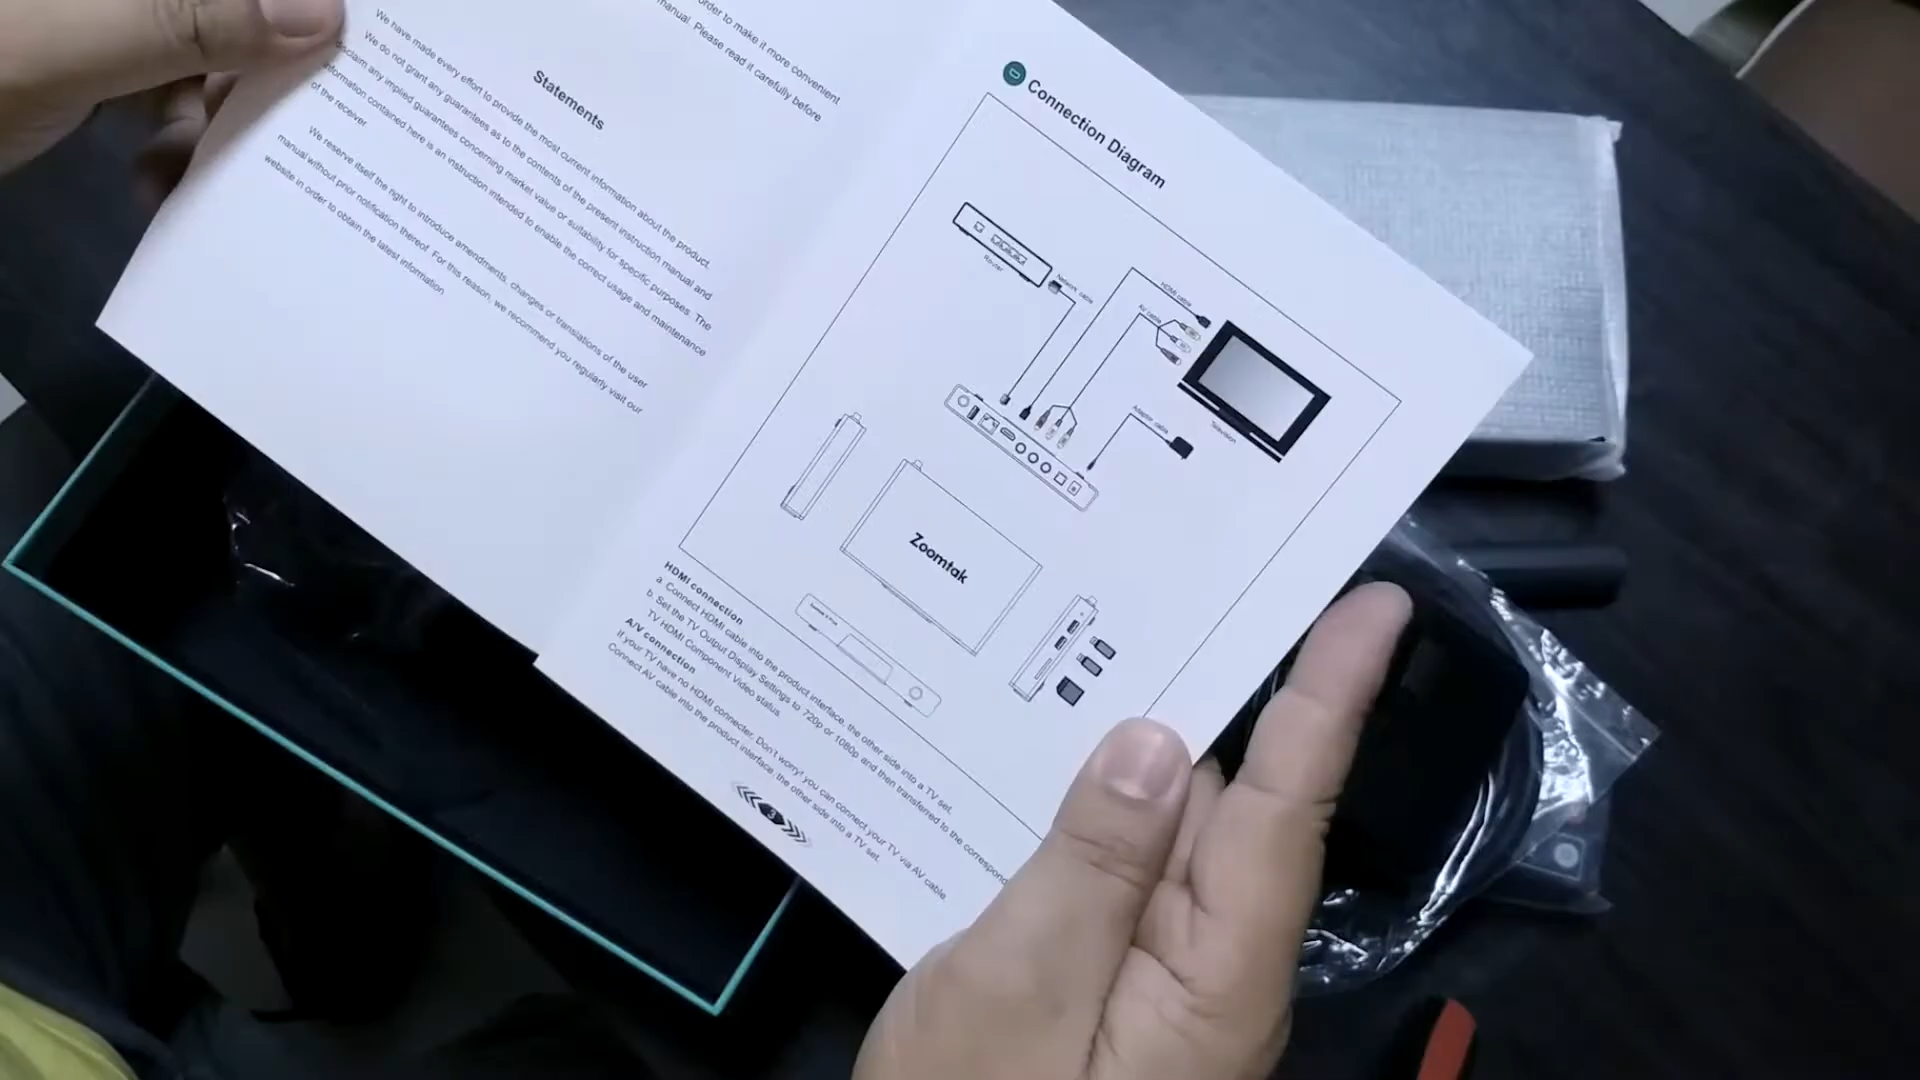 order to make it more convenient
manual. Please read it carefully before
Statements
We have made every effort to provide the most current information about the product.
We do not grant any guarantees as to the contents of the present instruction manual and
disclaim any implied guarantees concerning market value or suitability for specific purposes. The
information contained here is an instruction intended to enable the correct usage and maintenance
of the receiver
We reserve itself the right to introduce amendments, changes or translations of the user
manual without prior notification thereof. For this reason, we recommend you regularly visit our
website in order to obtain the latest information
Connection Diagram
Router
Network cable
HDMI cable
AV cable
Television
Adaptor cable
Zoomtak
HDMI connection
a. Connect HDMI cable into the product interface, the other side into a TV set.
b. Set the TV Output Display Settings to 720p or 1080p and then transferred to the correspond
TV HDMI Component Video status.
A/V connection
If your TV have no HDMI connecter, Don't worry! you can connect your TV via AV cable.
Connect AV cable into the product interface, the other side into a TV set.
3